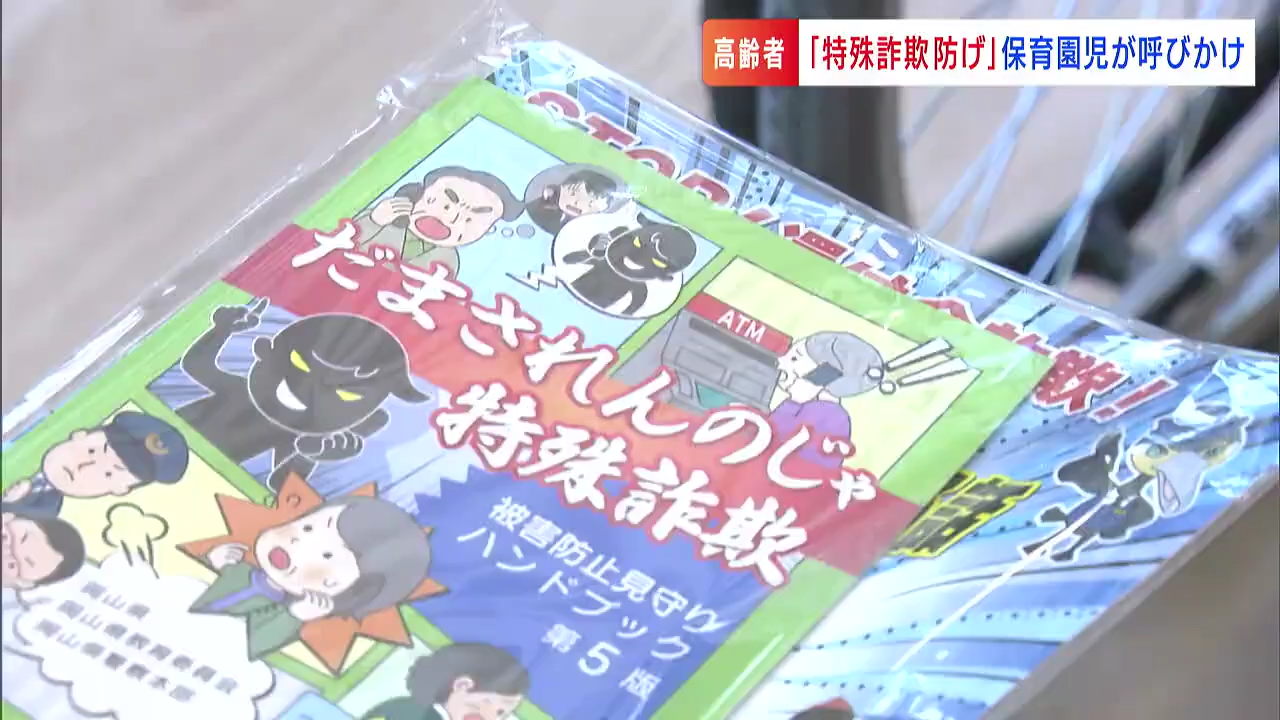 高齢者
「特殊詐欺防げ」保育園児が呼びかけ
STOP!
ATM
だまされんのじゃ
特殊詐欺
被害防止見守り
ハンドブック
第5版
岡山県
岡山県教育委員会
岡山県警察本部